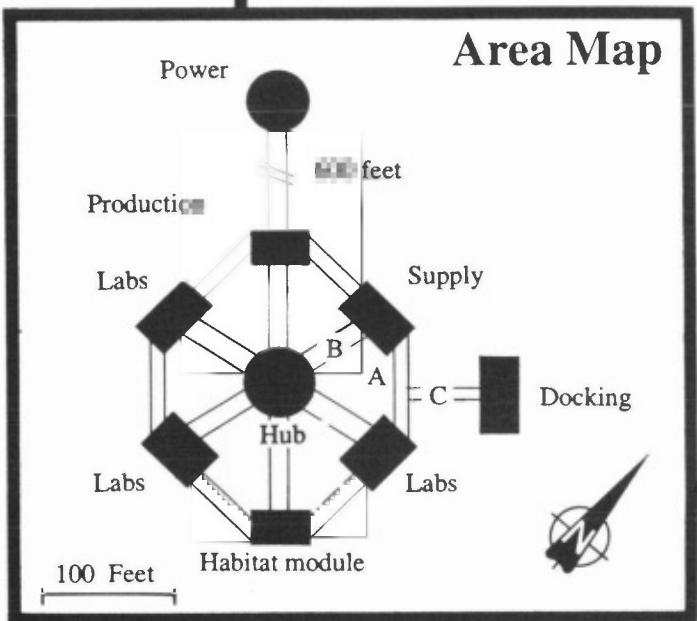 Area Map
Power
feet
Labs
Supply
B
A
C
Docking
Hub
Labs
Labs
Habitat module
100 Feet
N